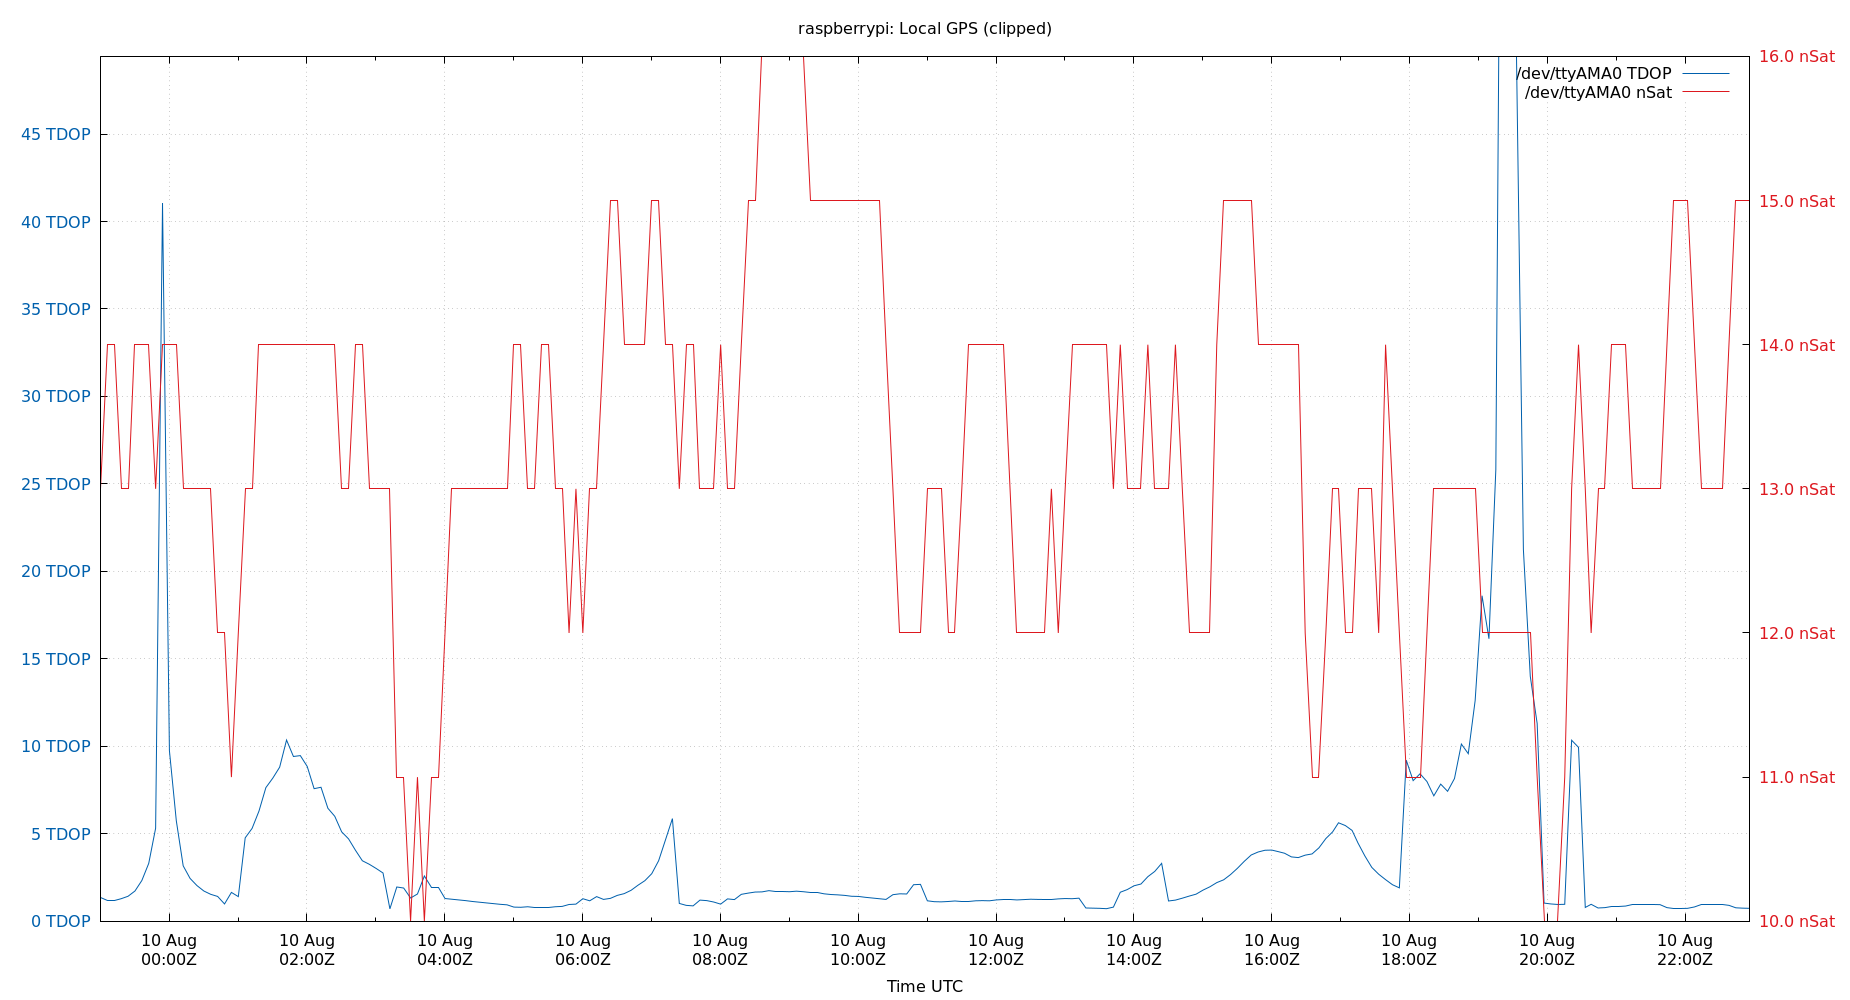 raspberrypi: Local GPS (clipped)
/dev/ttyAMA0 TDOP
/dev/ttyAMA0 nSat
45 TDOP
40 TDOP
35 TDOP
30 TDOP
25 TDOP
20 TDOP
15 TDOP
10 TDOP
5 TDOP
0 TDOP
16.0 nSat
15.0 nSat
14.0 nSat
13.0 nSat
12.0 nSat
11.0 nSat
10.0 nSat
10 Aug 10 Aug 10 Aug 10 Aug 10 Aug 10 Aug 10 Aug 10 Aug 10 Aug 10 Aug 10 Aug 10 Aug
00:00Z 02:00Z 04:00Z 06:00Z 08:00Z 10:00Z 12:00Z 14:00Z 16:00Z 18:00Z 20:00Z 22:00Z
Time UTC